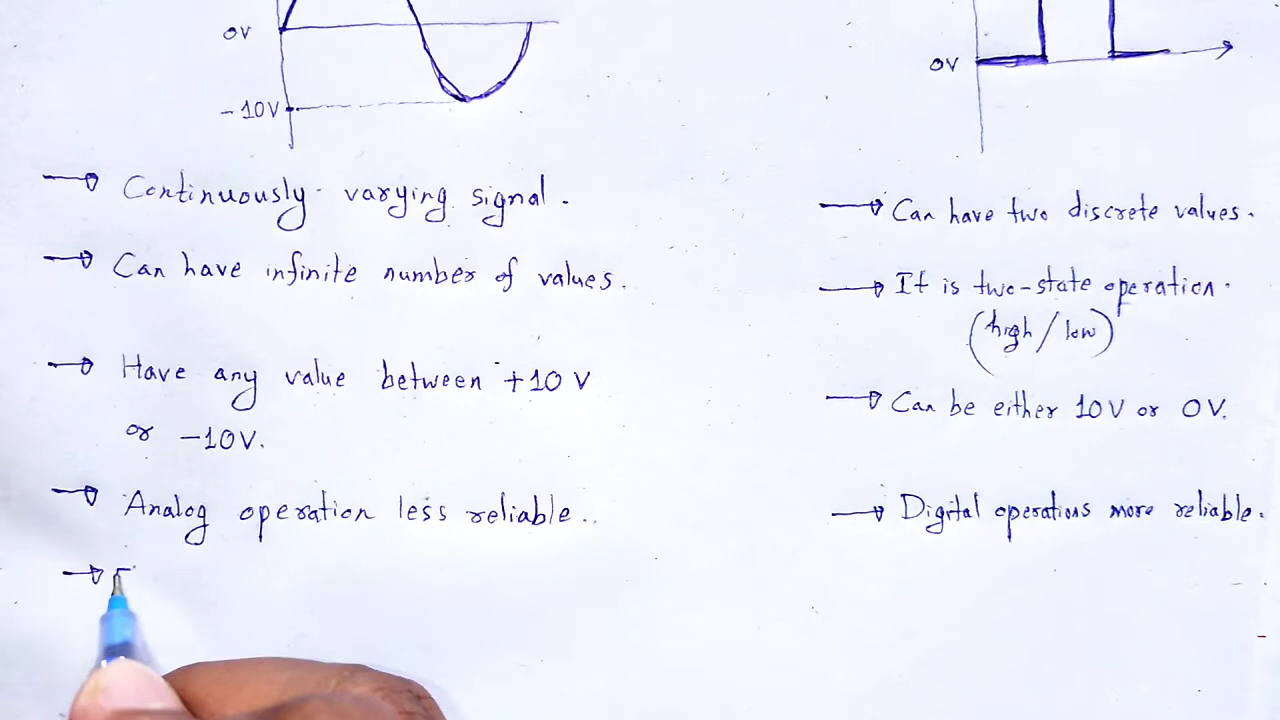 0V
-10V
→ Continuously varying signal.
→ Can have infinite number of values.
→ Have any value between +10 V
or -10V.
→ Analog operation less reliable..
→
0V
→ Can have two discrete values.
→ It is two-state operation.
(high/low)
→ Can be either 10V or 0V.
→ Digital operations more reliable.